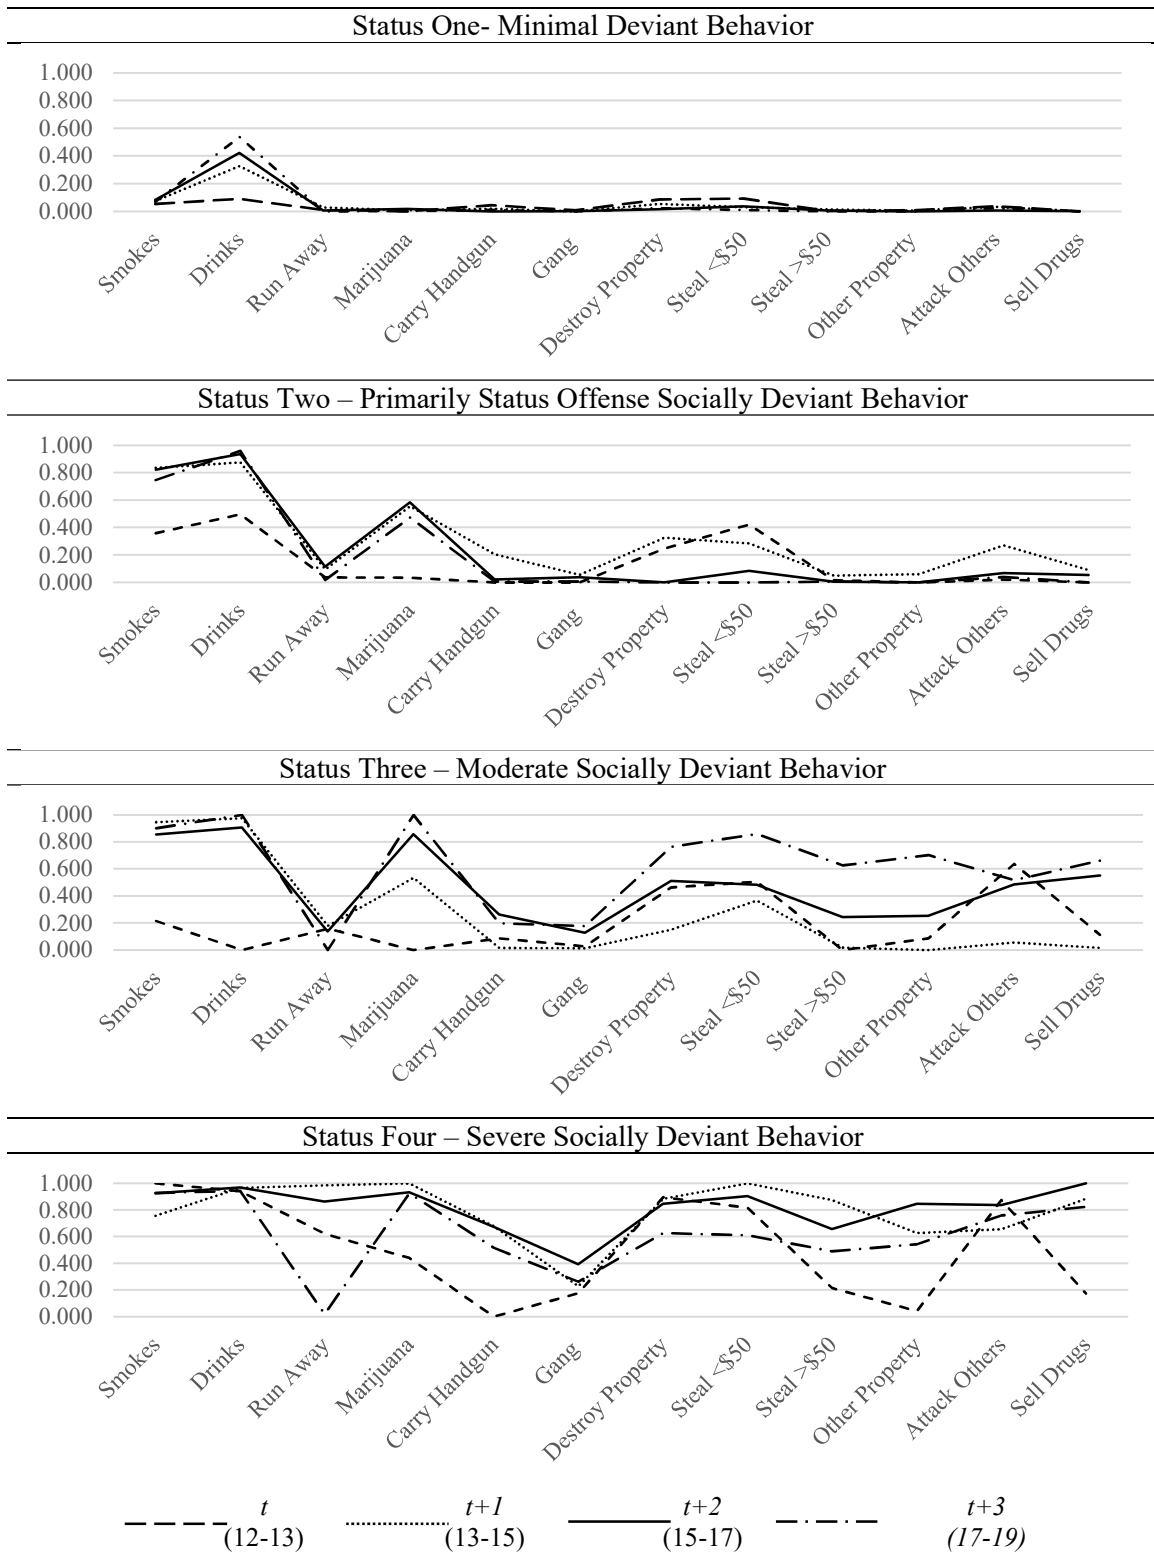 Status One- Minimal Deviant Behavior
1.000
0.800
0.600
0.400
0.200
0.000
Smokes
Drinks
Run Away
Marijuana
Carry Handgun
Gang
Destroy Property
Steal <$50
Steal >$50
Other Property
Attack Others
Sell Drugs
Status Two – Primarily Status Offense Socially Deviant Behavior
1.000
0.800
0.600
0.400
0.200
0.000
Smokes
Drinks
Run Away
Marijuana
Carry Handgun
Gang
Destroy Property
Steal <$50
Steal >$50
Other Property
Attack Others
Sell Drugs
Status Three – Moderate Socially Deviant Behavior
1.000
0.800
0.600
0.400
0.200
0.000
Smokes
Drinks
Run Away
Marijuana
Carry Handgun
Gang
Destroy Property
Steal <$50
Steal >$50
Other Property
Attack Others
Sell Drugs
Status Four – Severe Socially Deviant Behavior
1.000
0.800
0.600
0.400
0.200
0.000
Smokes
Drinks
Run Away
Marijuana
Carry Handgun
Gang
Destroy Property
Steal <$50
Steal >$50
Other Property
Attack Others
Sell Drugs
t t+1 t+2 t+3
(12-13) (13-15) (15-17) (17-19)